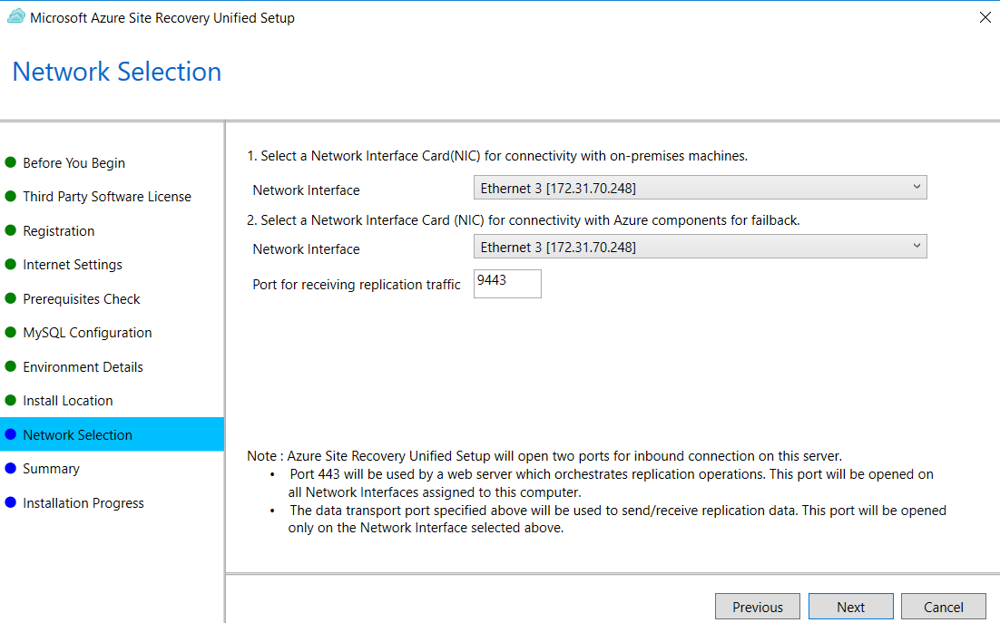 Microsoft Azure Site Recovery Unified Setup
Network Selection
Before You Begin
Third Party Software License
Registration
Internet Settings
Prerequisites Check
MySQL Configuration
Environment Details
Install Location
Network Selection
Summary
Installation Progress
1. Select a Network Interface Card(NIC) for connectivity with on-premises machines.
Network Interface
Ethernet 3 [172.31.70.248]
2. Select a Network Interface Card (NIC) for connectivity with Azure components for failback.
Network Interface
Ethernet 3 [172.31.70.248]
Port for receiving replication traffic
9443
Note : Azure Site Recovery Unified Setup will open two ports for inbound connection on this server.
• Port 443 will be used by a web server which orchestrates replication operations. This port will be opened on
all Network Interfaces assigned to this computer.
• The data transport port specified above will be used to send/receive replication data. This port will be opened
only on the Network Interface selected above.
Previous
Next
Cancel